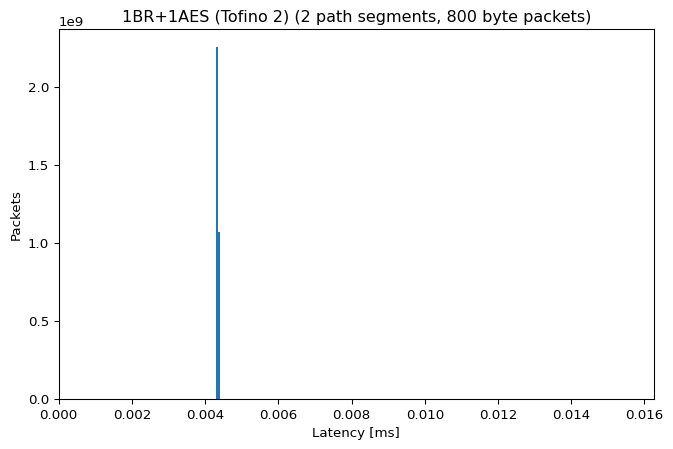 1BR+1AES (Tofino 2) (2 path segments, 800 byte packets)
1e9
2.0
1.5
1.0
0.5
0.0
Packets
0.000 0.002 0.004 0.006 0.008 0.010 0.012 0.014 0.016
Latency [ms]